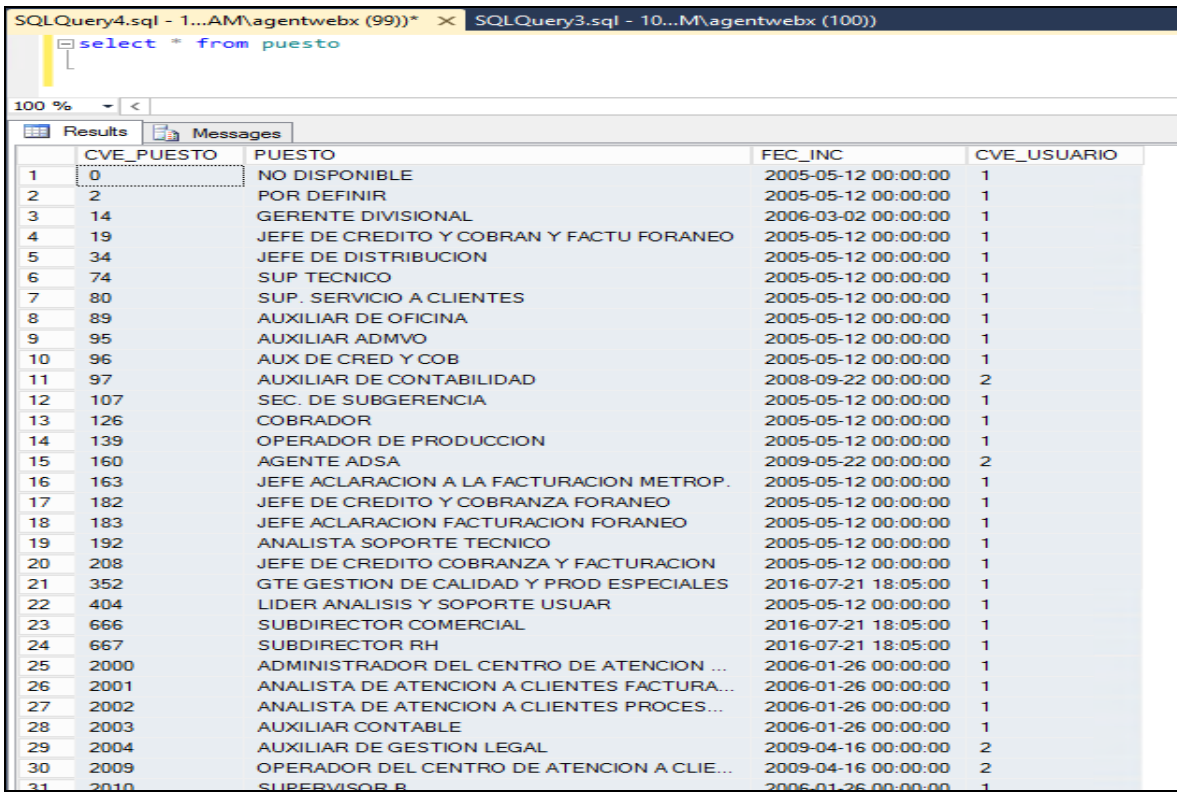 SQLQuery4.sql - 1...AM\agentwebx (99))* SQLQuery3.sql - 10...M\agentwebx (100))
select * from puesto
100 %
Results Messages
CVE_PUESTO PUESTO FEC_INC CVE_USUARIO
1 0 NO DISPONIBLE 2005-05-12 00:00:00 1
2 2 POR DEFINIR 2005-05-12 00:00:00 1
3 14 GERENTE DIVISIONAL 2006-03-02 00:00:00 1
4 19 JEFE DE CREDITO Y COBRAN Y FACTU FORANEO 2005-05-12 00:00:00 1
5 34 JEFE DE DISTRIBUCION 2005-05-12 00:00:00 1
6 74 SUP TECNICO 2005-05-12 00:00:00 1
7 80 SUP. SERVICIO A CLIENTES 2005-05-12 00:00:00 1
8 89 AUXILIAR DE OFICINA 2005-05-12 00:00:00 1
9 95 AUXILIAR ADMVO 2005-05-12 00:00:00 1
10 96 AUX DE CRED Y COB 2005-05-12 00:00:00 1
11 97 AUXILIAR DE CONTABILIDAD 2008-09-22 00:00:00 2
12 107 SEC. DE SUBGERENCIA 2005-05-12 00:00:00 1
13 126 COBRADOR 2005-05-12 00:00:00 1
14 139 OPERADOR DE PRODUCCION 2005-05-12 00:00:00 1
15 160 AGENTE ADSA 2009-05-22 00:00:00 2
16 163 JEFE ACLARACION A LA FACTURACION METROP. 2005-05-12 00:00:00 1
17 182 JEFE DE CREDITO Y COBRANZA FORANEO 2005-05-12 00:00:00 1
18 183 JEFE ACLARACION FACTURACION FORANEO 2005-05-12 00:00:00 1
19 192 ANALISTA SOPORTE TECNICO 2005-05-12 00:00:00 1
20 208 JEFE DE CREDITO COBRANZA Y FACTURACION 2005-05-12 00:00:00 1
21 352 GTE GESTION DE CALIDAD Y PROD ESPECIALES 2016-07-21 18:05:00 1
22 404 LIDER ANALISIS Y SOPORTE USUAR 2005-05-12 00:00:00 1
23 666 SUBDIRECTOR COMERCIAL 2016-07-21 18:05:00 1
24 667 SUBDIRECTOR RH 2016-07-21 18:05:00 1
25 2000 ADMINISTRADOR DEL CENTRO DE ATENCION ... 2006-01-26 00:00:00 1
26 2001 ANALISTA DE ATENCION A CLIENTES FACTURA... 2006-01-26 00:00:00 1
27 2002 ANALISTA DE ATENCION A CLIENTES PROCES... 2006-01-26 00:00:00 1
28 2003 AUXILIAR CONTABLE 2006-01-26 00:00:00 1
29 2004 AUXILIAR DE GESTION LEGAL 2009-04-16 00:00:00 2
30 2009 OPERADOR DEL CENTRO DE ATENCION A CLIE... 2009-04-16 00:00:00 2
31 2010 SUPERVISOR B 2006-01-26 00:00:00 1